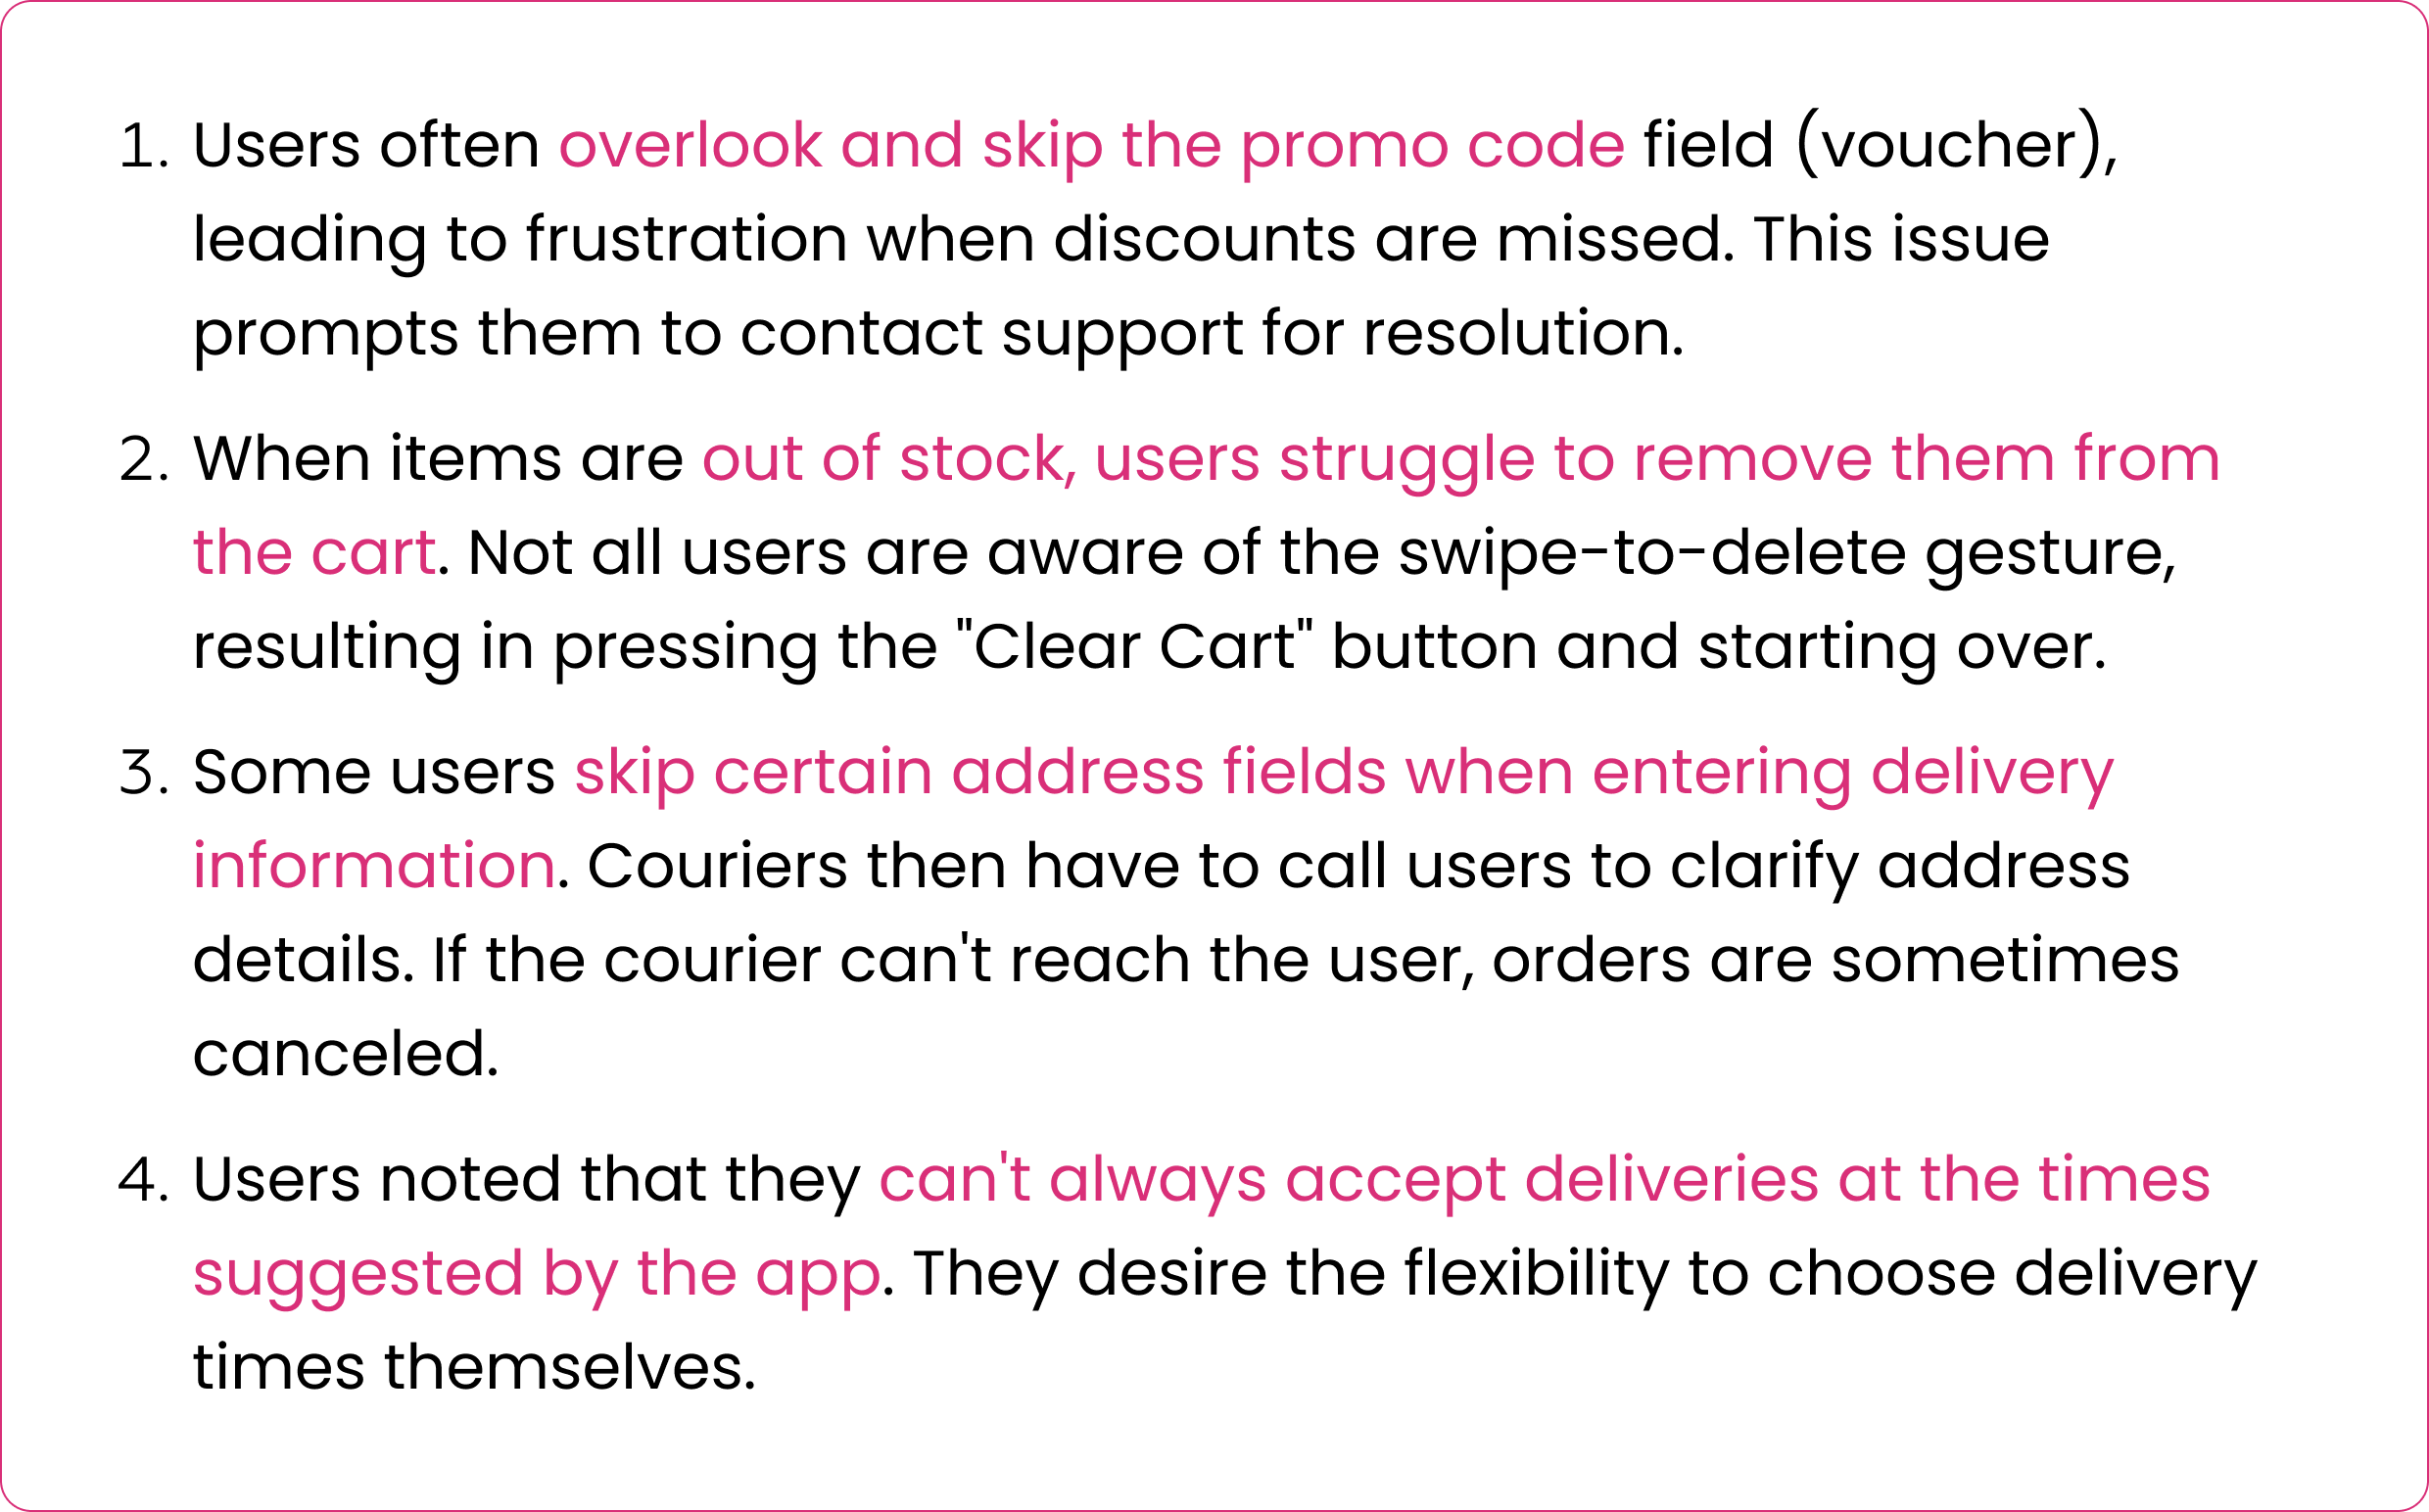 1. Users often overlook and skip the promo code field (voucher),
leading to frustration when discounts are missed. This issue
prompts them to contact support for resolution.
2. When items are out of stock, users struggle to remove them from
the cart. Not all users are aware of the swipe-to-delete gesture,
resulting in pressing the "Clear Cart" button and starting over.
3. Some users skip certain address fields when entering delivery
information. Couriers then have to call users to clarify address
details. If the courier can't reach the user, orders are sometimes
canceled.
4. Users noted that they can't always accept deliveries at the times
suggested by the app. They desire the flexibility to choose delivery
times themselves.